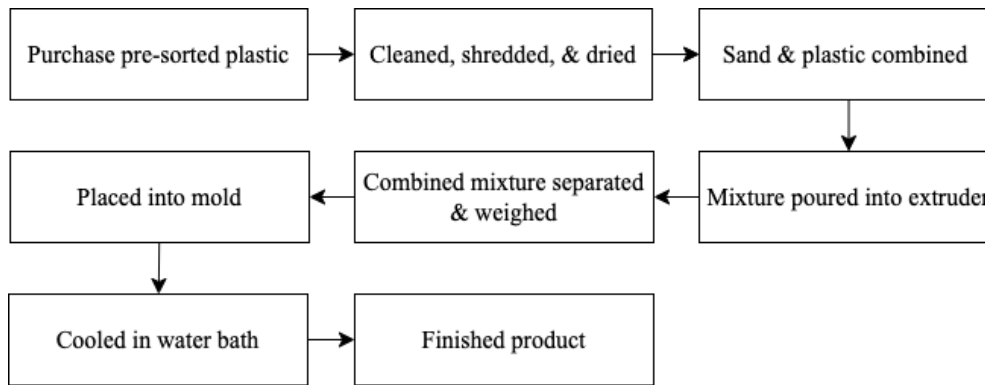 Purchase pre-sorted plastic
Cleaned, shredded, & dried
Sand & plastic combined
Mixture poured into extruder
Combined mixture separated
& weighed
Placed into mold
Cooled in water bath
Finished product